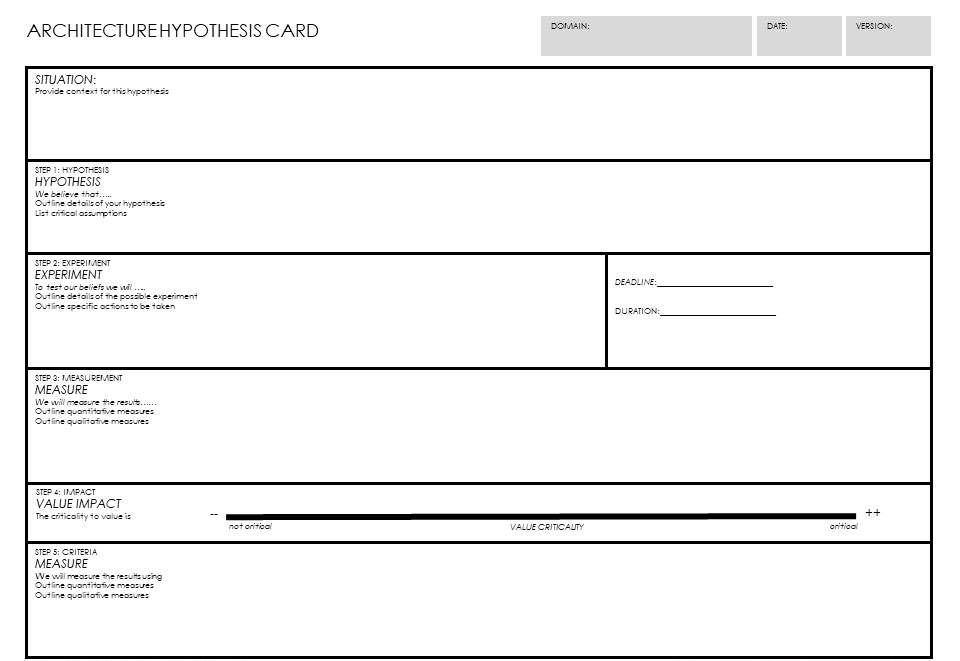 ARCHITECTURE HYPOTHESIS CARD
DOMAIN:
DATE:
VERSION:
SITUATION:
Provide context for this hypothesis
STEP 1: HYPOTHESIS
HYPOTHESIS
We believe that.....
Outline details of your hypothesis
List critical assumptions
STEP 2: EXPERIMENT
EXPERIMENT
To test our beliefs we will ....
Outline details of the possible experiment
Outline specific actions to be taken
DEADLINE:
DURATION:
STEP 3: MEASUREMENT
MEASURE
We will measure the results......
Outline quantitative measures
Outline qualitative measures
STEP 4: IMPACT
VALUE IMPACT
The criticality to value is
-- ++
not critical VALUE CRITICALITY critical
STEP 5: CRITERIA
MEASURE
We will measure the results using
Outline quantitative measures
Outline qualitative measures